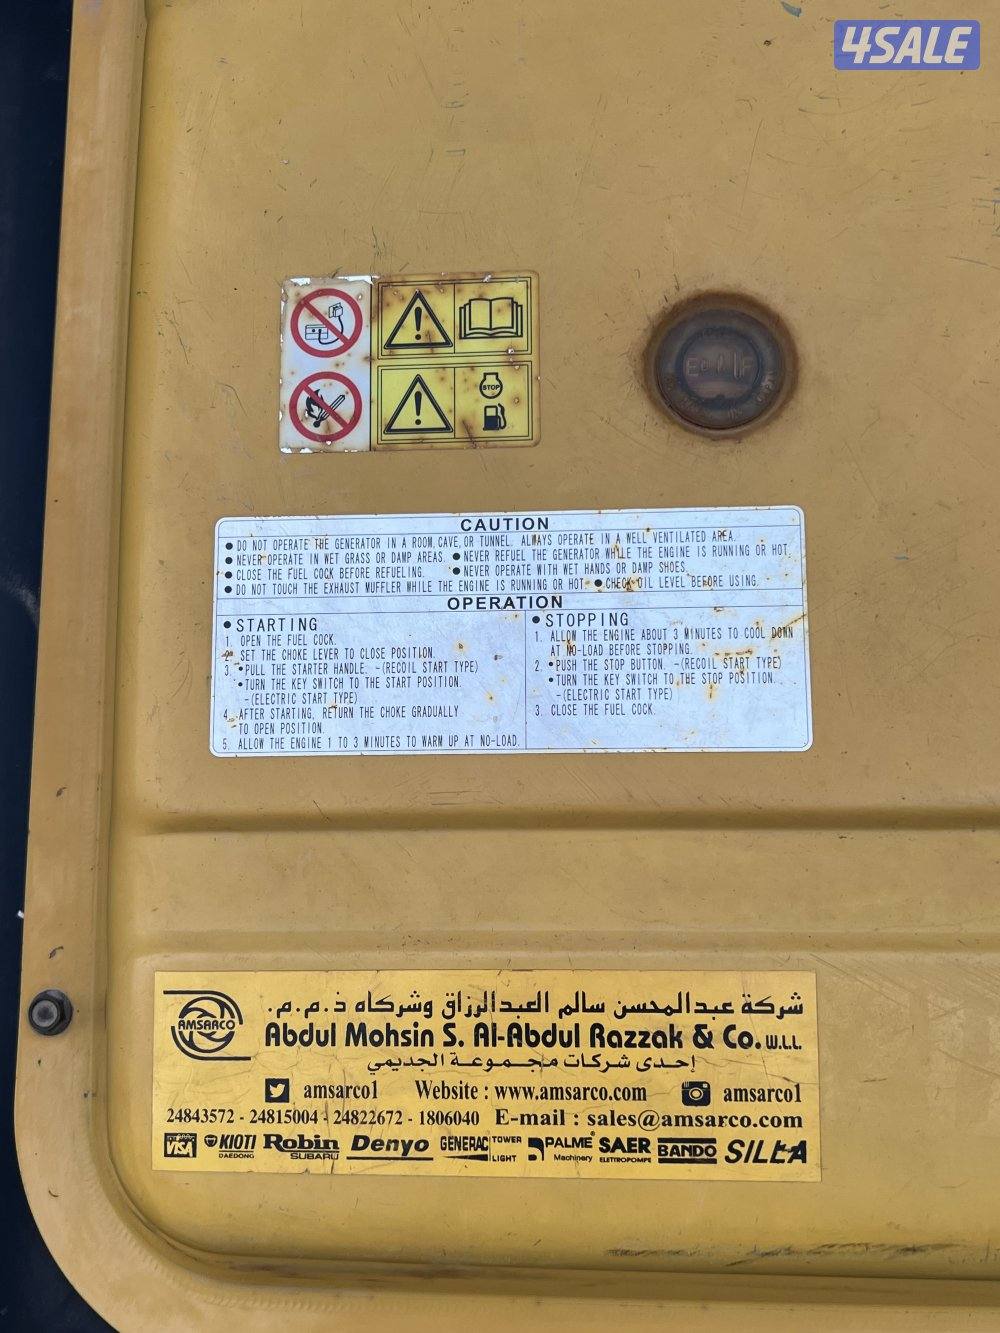 4SALE
STOP
E F
CAUTION
● DO NOT OPERATE THE GENERATOR IN A ROOM, CAVE, OR TUNNEL. ALWAYS OPERATE IN A WELL VENTILATED AREA.
● NEVER OPERATE IN WET GRASS OR DAMP AREAS. ● NEVER REFUEL THE GENERATOR WHILE THE ENGINE IS RUNNING OR HOT.
● CLOSE THE FUEL COCK BEFORE REFUELING. ● NEVER OPERATE WITH WET HANDS OR DAMP SHOES.
● DO NOT TOUCH THE EXHAUST MUFFLER WHILE THE ENGINE IS RUNNING OR HOT. ● CHECK OIL LEVEL BEFORE USING.
OPERATION
● STARTING
1. OPEN THE FUEL COCK.
2. SET THE CHOKE LEVER TO CLOSE POSITION.
3. •PULL THE STARTER HANDLE. -(RECOIL START TYPE)
•TURN THE KEY SWITCH TO THE START POSITION.
-(ELECTRIC START TYPE)
4. AFTER STARTING, RETURN THE CHOKE GRADUALLY
TO OPEN POSITION.
5. ALLOW THE ENGINE 1 TO 3 MINUTES TO WARM UP AT NO-LOAD.
● STOPPING
1. ALLOW THE ENGINE ABOUT 3 MINUTES TO COOL DOWN
AT NO-LOAD BEFORE STOPPING.
2. •PUSH THE STOP BUTTON. -(RECOIL START TYPE)
•TURN THE KEY SWITCH TO THE STOP POSITION.
-(ELECTRIC START TYPE)
3. CLOSE THE FUEL COCK.
AMSARCO
شركة عبدالمحسن سالم العبدالرزاق وشركاه ذ.م.م.
Abdul Mohsin S. Al-Abdul Razzak & Co. W.L.L.
إحدى شركات مجموعة الجديمي
amsarco1 Website : www.amsarco.com amsarco1
24843572 - 24815004 - 24822672 - 1806040 E-mail : sales@amsarco.com
VISA KIOTI DAEDONG Robin SUBARU Denyo GENERAC TOWER LIGHT PALME Machinery SAER ELETTROPOMPE BANDO SILLA